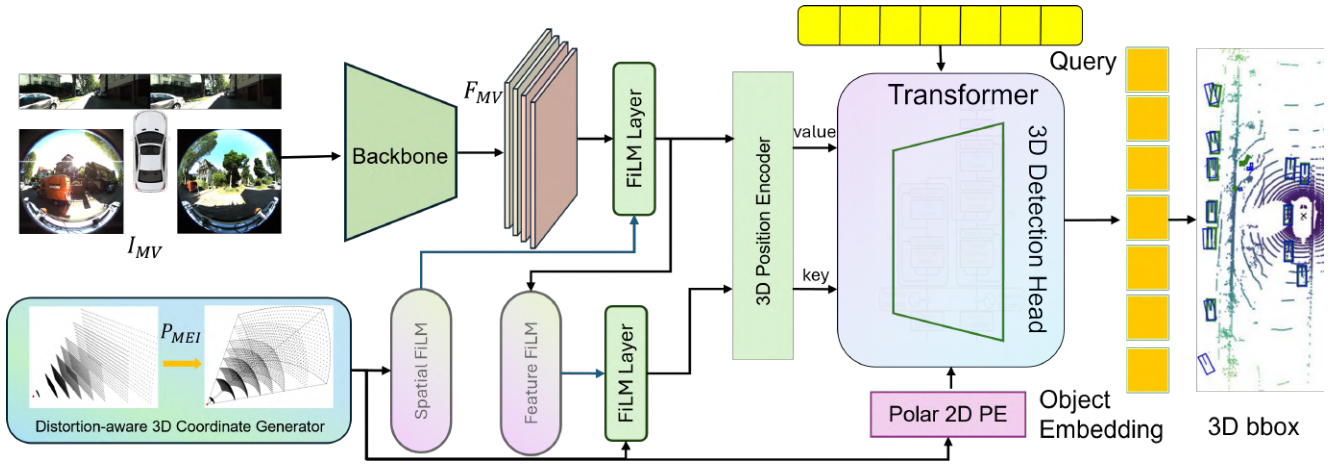 Query
Transformer
3D Detection Head
F_MV
FiLM Layer
Backbone
value
3D Position Encoder
I_MV
key
P_MEI
Spatial FiLM
Feature FiLM
FiLM Layer
Distortion-aware 3D Coordinate Generator
Polar 2D PE
Object
Embedding
3D bbox